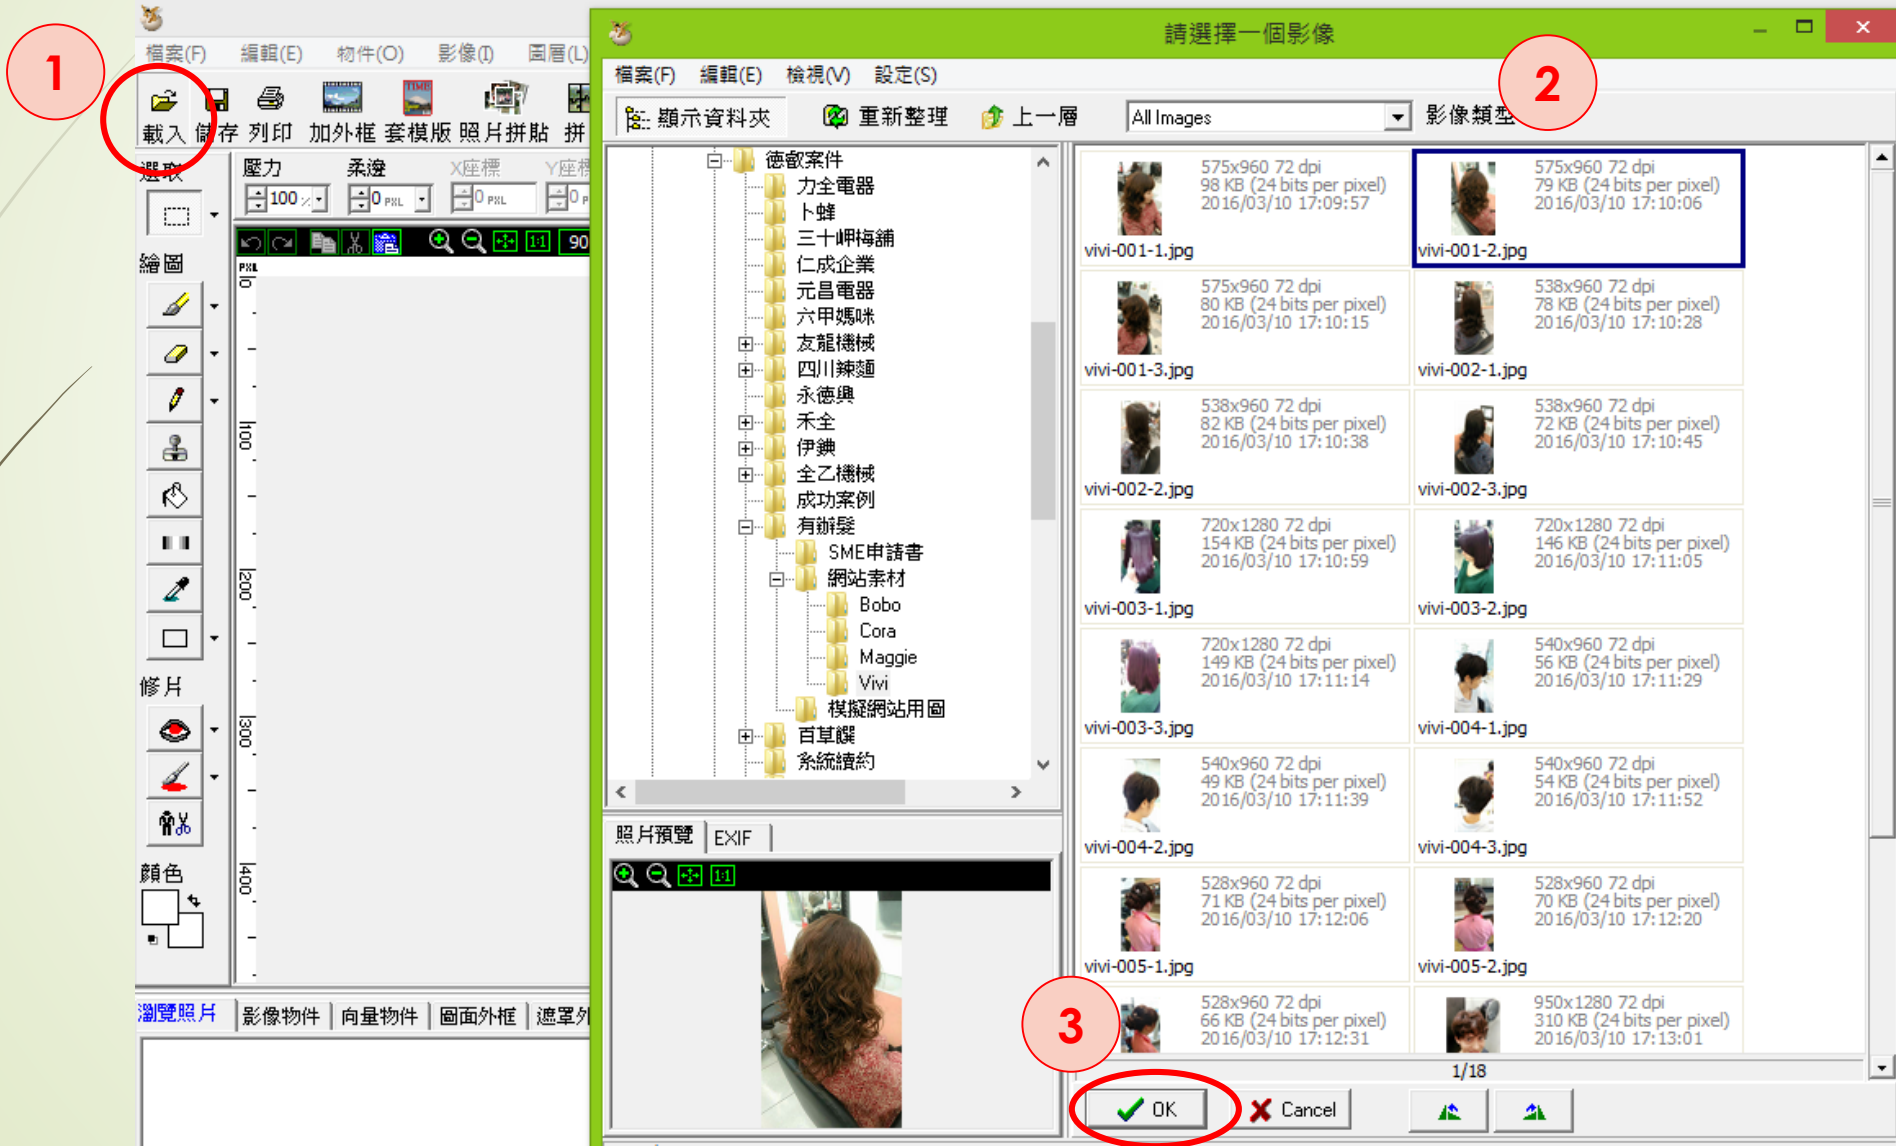 1
檔案(F) 編輯(E) 物件(O) 影像(I) 圖層(L)
載入 儲存 列印 加外框 套模版 照片拼貼 拼
選取
壓力 柔邊 X座標 Y座標
100 % 0 PXL 0 PXL 0
90
PXL
0
100
200
300
400
繪圖
修片
顏色
瀏覽照片 影像物件 向量物件 圖面外框 遮罩外
請選擇一個影像
檔案(F) 編輯(E) 檢視(V) 設定(S)
2
顯示資料夾 重新整理 上一層 All Images 影像類型
德叡案件
力全電器
卜蜂
三十岬梅舖
仁成企業
元昌電器
六甲媽咪
友龍機械
四川辣麵
永德興
禾全
伊錪
全乙機械
成功案例
有辦髮
SME申請書
網站素材
Bobo
Cora
Maggie
Vivi
模擬網站用圖
百草饌
系統續約
照片預覽 EXIF
1:1
575x960 72 dpi
98 KB (24 bits per pixel)
2016/03/10 17:09:57
vivi-001-1.jpg
575x960 72 dpi
79 KB (24 bits per pixel)
2016/03/10 17:10:06
vivi-001-2.jpg
575x960 72 dpi
80 KB (24 bits per pixel)
2016/03/10 17:10:15
vivi-001-3.jpg
538x960 72 dpi
78 KB (24 bits per pixel)
2016/03/10 17:10:28
vivi-002-1.jpg
538x960 72 dpi
82 KB (24 bits per pixel)
2016/03/10 17:10:38
vivi-002-2.jpg
538x960 72 dpi
72 KB (24 bits per pixel)
2016/03/10 17:10:45
vivi-002-3.jpg
720x1280 72 dpi
154 KB (24 bits per pixel)
2016/03/10 17:10:59
vivi-003-1.jpg
720x1280 72 dpi
146 KB (24 bits per pixel)
2016/03/10 17:11:05
vivi-003-2.jpg
720x1280 72 dpi
149 KB (24 bits per pixel)
2016/03/10 17:11:14
vivi-003-3.jpg
540x960 72 dpi
56 KB (24 bits per pixel)
2016/03/10 17:11:29
vivi-004-1.jpg
540x960 72 dpi
49 KB (24 bits per pixel)
2016/03/10 17:11:39
vivi-004-2.jpg
540x960 72 dpi
54 KB (24 bits per pixel)
2016/03/10 17:11:52
vivi-004-3.jpg
528x960 72 dpi
71 KB (24 bits per pixel)
2016/03/10 17:12:06
vivi-005-1.jpg
528x960 72 dpi
70 KB (24 bits per pixel)
2016/03/10 17:12:20
vivi-005-2.jpg
528x960 72 dpi
66 KB (24 bits per pixel)
2016/03/10 17:12:31
950x1280 72 dpi
310 KB (24 bits per pixel)
2016/03/10 17:13:01
1/18
3
OK Cancel